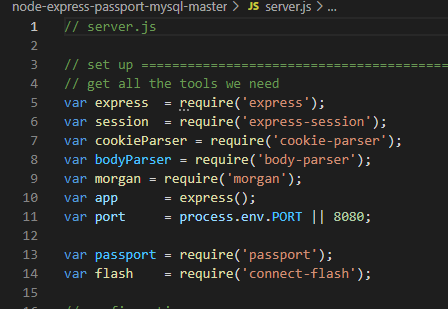 node-express-passport-mysql-master > JS server.js > ...
1 // server.js
2
3 // set up ======================================
4 // get all the tools we need
5 var express  = require('express');
6 var session  = require('express-session');
7 var cookieParser = require('cookie-parser');
8 var bodyParser = require('body-parser');
9 var morgan = require('morgan');
10 var app      = express();
11 var port     = process.env.PORT || 8080;
12
13 var passport = require('passport');
14 var flash    = require('connect-flash');
15